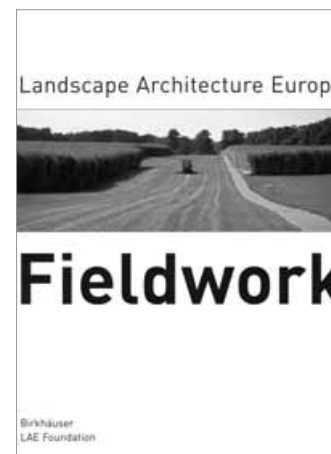 Landscape Architecture Europ
Fieldwork
Birkhäuser
LAE Foundation